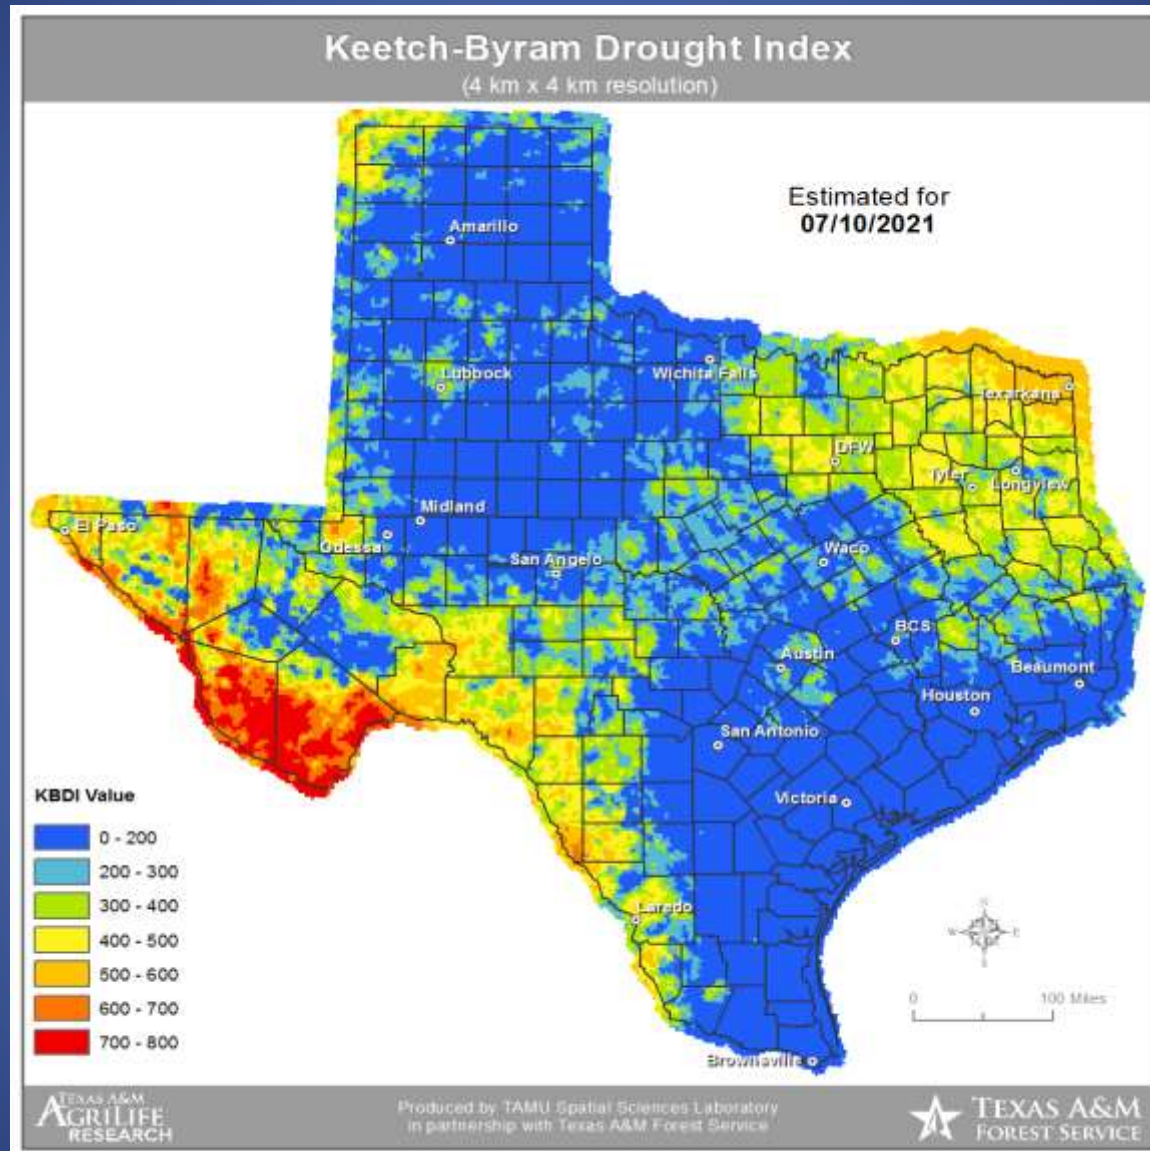 Keetch-Byram Drought Index
(4 km x 4 km resolution)
Estimated for
07/10/2021
Amarillo
Lubbock
Wichita Falls
Texarkana
DFW
Tyler
Longview
Midland
El Paso
Odessa
San Angelo
Waco
BCS
Austin
Beaumont
Houston
San Antonio
Victoria
Laredo
Brownsville
KBDI Value
0 - 200
200 - 300
300 - 400
400 - 500
500 - 600
600 - 700
700 - 800
N
W E
S
0 100 Miles
TEXAS A&M
AGRILIFE
RESEARCH
Produced by TAMU Spatial Sciences Laboratory
in partnership with Texas A&M Forest Service
TEXAS A&M
FOREST SERVICE